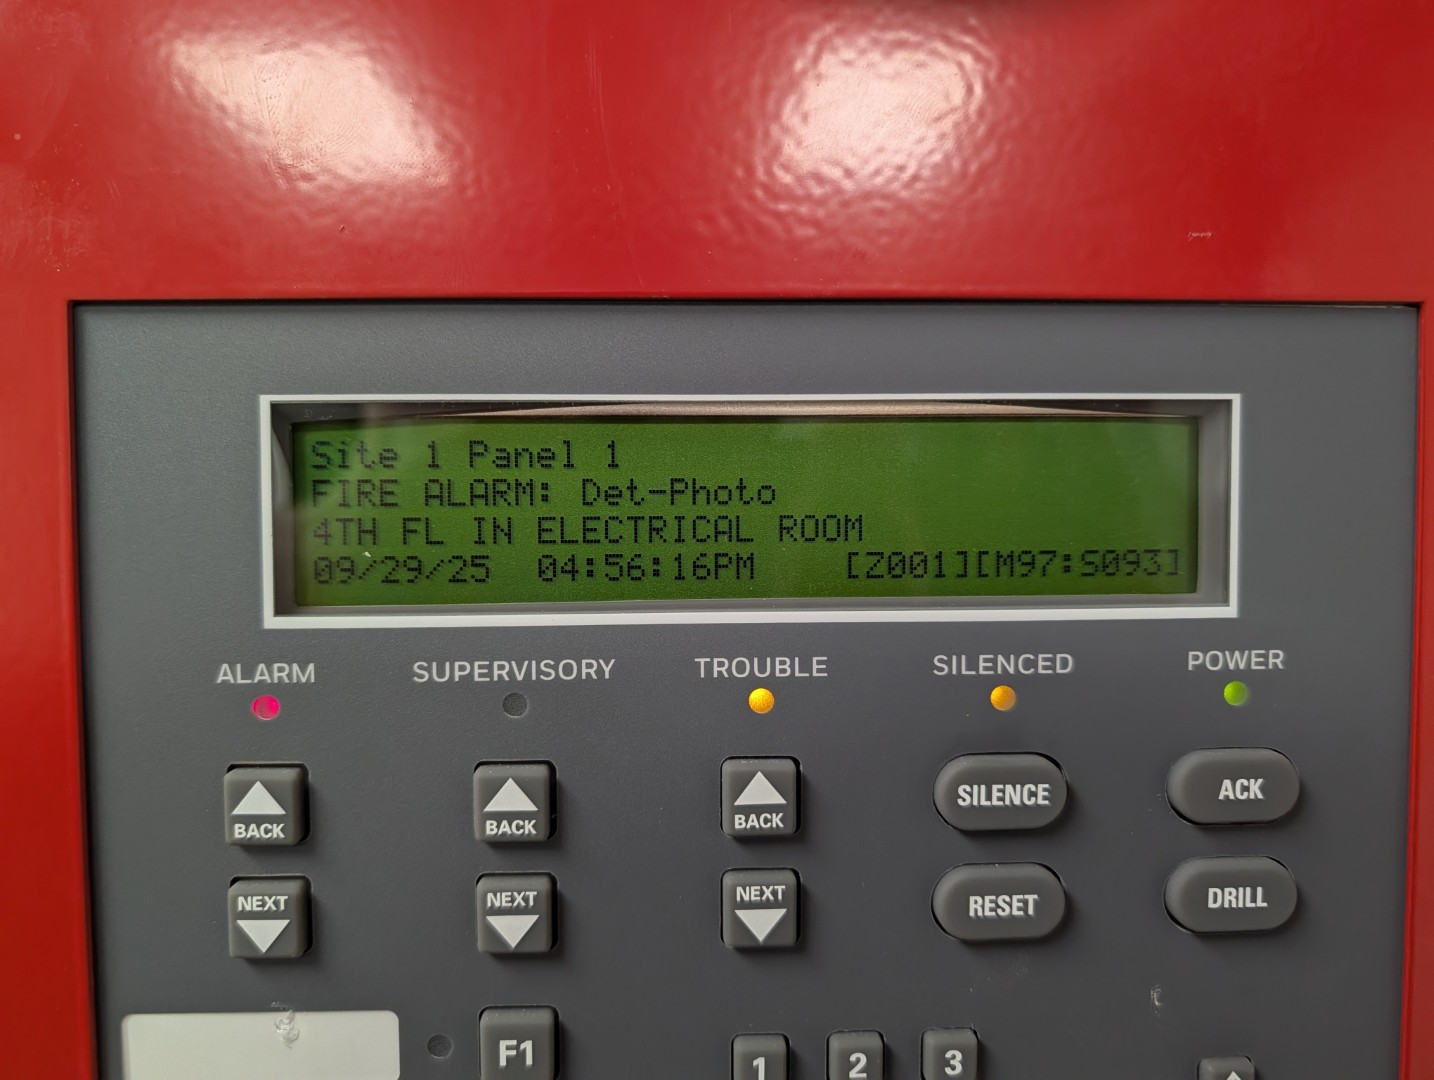 Site 1 Panel 1
FIRE ALARM: Det-Photo
4TH FL IN ELECTRICAL ROOM
09/29/25 04:56:16PM [Z001][M97:S093]
ALARM SUPERVISORY TROUBLE SILENCED POWER
BACK BACK BACK SILENCE ACK
NEXT NEXT NEXT RESET DRILL
F1 1 2 3